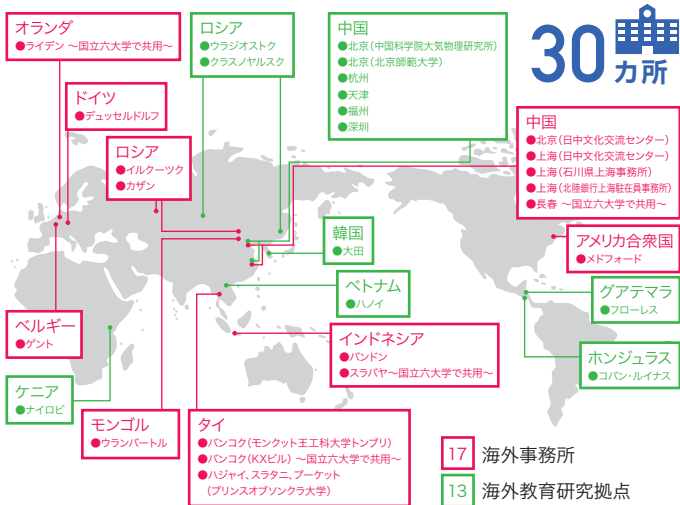 オランダ
●ライデン ～国立六大学で共用～
ロシア
●ウラジオストク
●クラスノヤルスク
中国
●北京(中国科学院大気物理研究所)
●北京(北京師範大学)
●杭州
●天津
●福州
●深圳
30カ所
ドイツ
●デュッセルドルフ
ロシア
●イルクーツク
●カザン
中国
●北京(日中文化交流センター)
●上海(日中文化交流センター)
●上海(石川県上海事務所)
●上海(北陸銀行上海駐在員事務所)
●長春 ～国立六大学で共用～
韓国
●大田
アメリカ合衆国
●メドフォード
ベトナム
●ハノイ
グアテマラ
●フローレス
ベルギー
●ゲント
インドネシア
●バンドン
●スラバヤ～国立六大学で共用～
ホンジュラス
●コパン・ルイナス
ケニア
●ナイロビ
モンゴル
●ウランバートル
タイ
●バンコク(モンクット王工科大学トンブリ)
●バンコク(KXビル) ～国立六大学で共用～
●ハジャイ、スラタニ、プーケット
(プリンスオブソンクラ大学)
17 海外事務所
13 海外教育研究拠点